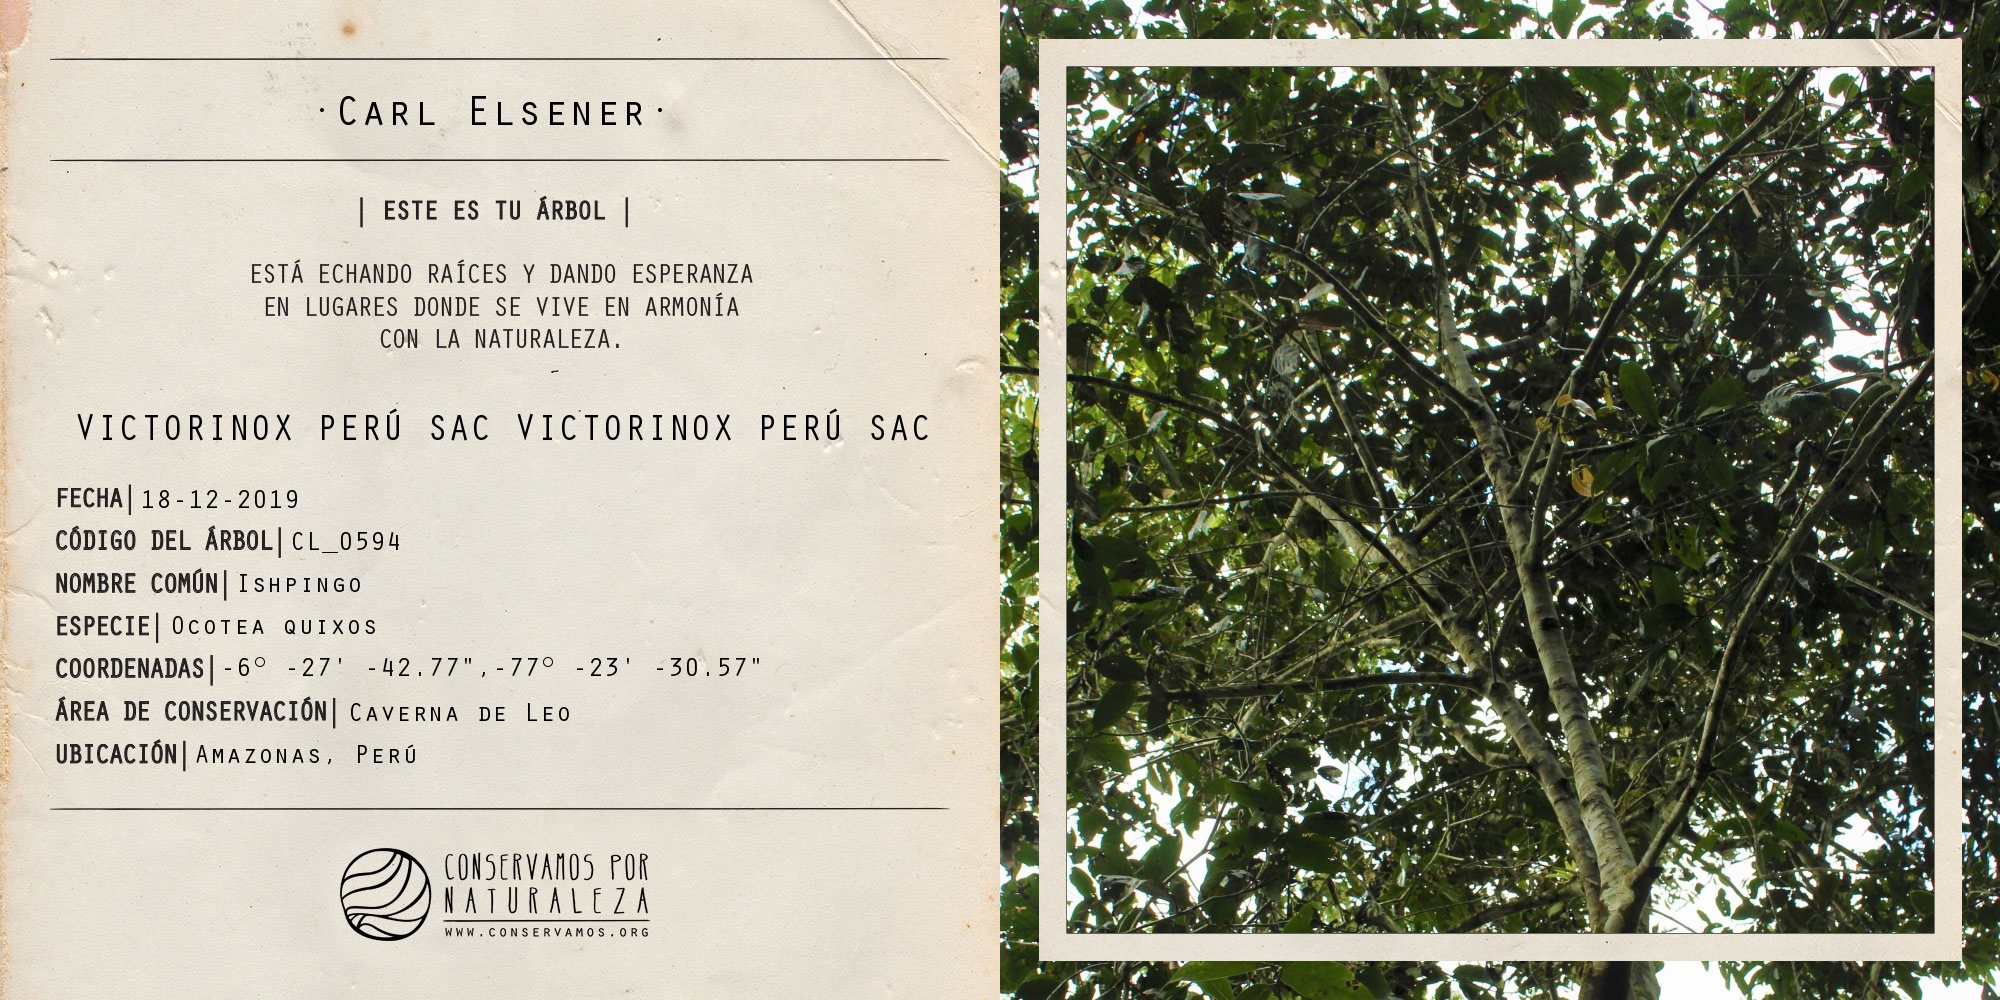 ·Carl Elsener·
| ESTE ES TU ÁRBOL |
ESTÁ ECHANDO RAÍCES Y DANDO ESPERANZA
EN LUGARES DONDE SE VIVE EN ARMONÍA
CON LA NATURALEZA.
VICTORINOX PERÚ SAC VICTORINOX PERÚ SAC
FECHA| 18-12-2019
CÓDIGO DEL ÁRBOL| CL_0594
NOMBRE COMÚN| Ishpingo
ESPECIE| Ocotea quixos
COORDENADAS| -6° -27' -42.77",-77° -23' -30.57"
ÁREA DE CONSERVACIÓN| Caverna de Leo
UBICACIÓN| Amazonas, Perú
CONSERVAMOS POR
NATURALEZA
WWW.CONSERVAMOS.ORG